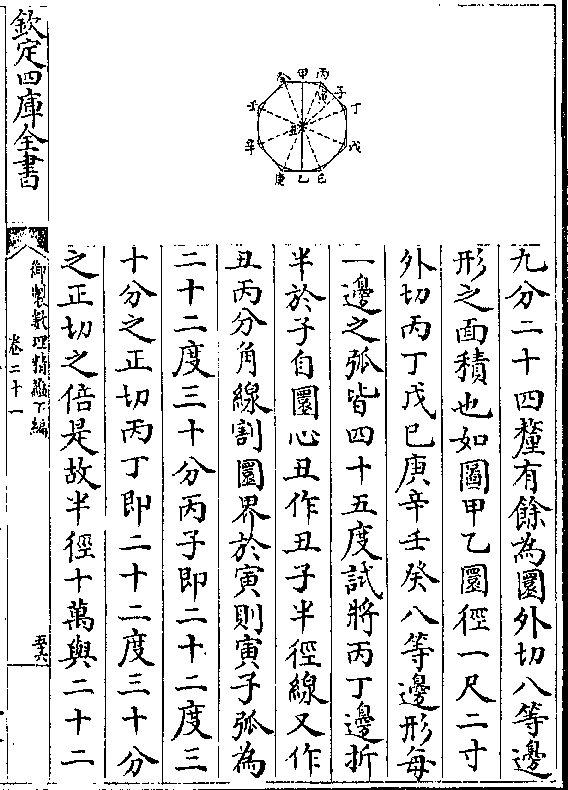 九分二十四釐有餘為圜外切八等邊
形之面積也如圖甲乙圜徑一尺二寸
外切丙丁戊巳庚辛壬癸八等邊形每
一邊之弧皆四十五度試將丙丁邊折
半於子自圜心丑作丑子半徑線又作
丑丙分角線割圜界於寅則寅子弧為
二十二度三十分丙子即二十二度三
十分之正切丙丁即二十二度三十分
之正切之倍是故半徑十萬與二十二
癸
甲
丙
寅
子
丁
戊
巳
乙
庚
辛
壬
丑
欽定四庫全書
御製數理精蘊下編
卷二十一
五六